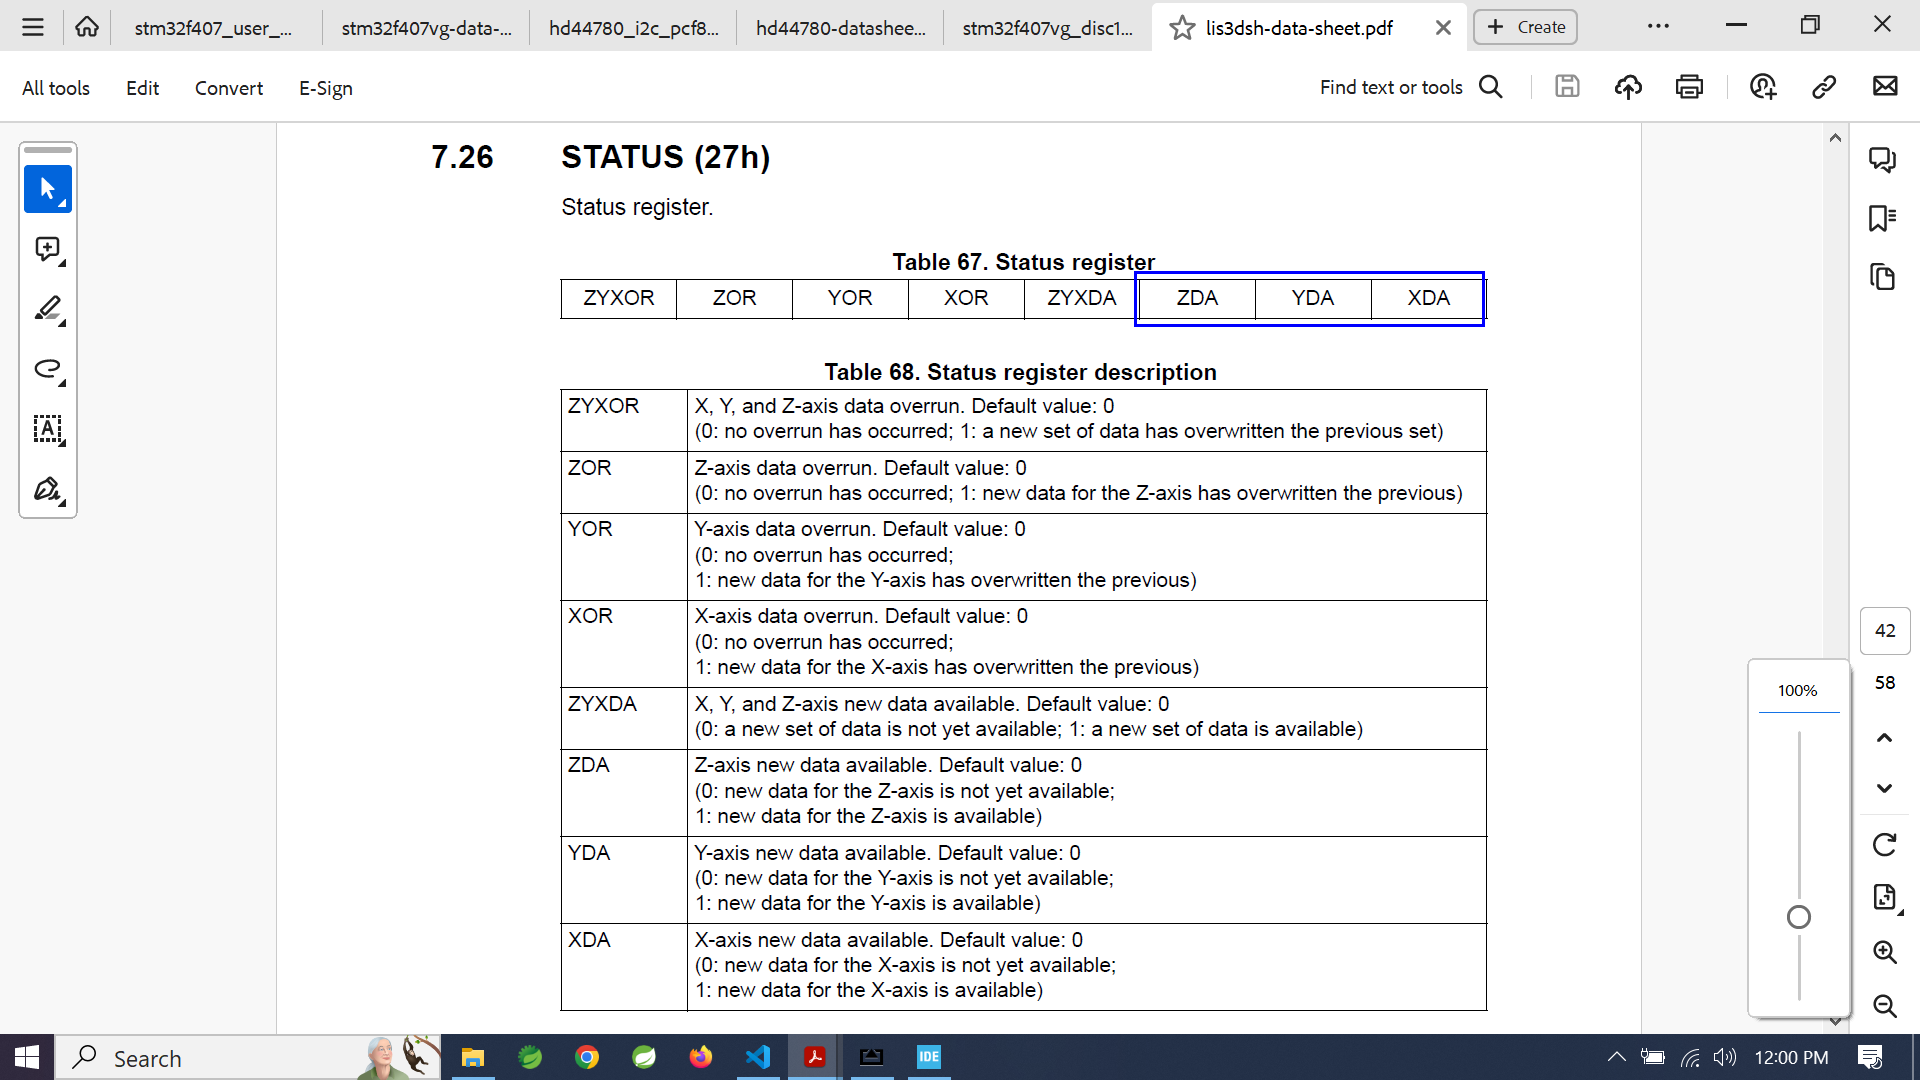 stm32f407_user_...
stm32f407vg-data-...
hd44780_i2c_pcf8...
hd44780-datashee...
stm32f407vg_disc1...
lis3dsh-data-sheet.pdf
Create
All tools
Edit
Convert
E-Sign
Find text or tools
7.26 STATUS (27h)
Status register.
Table 67. Status register
ZYXOR ZOR YOR XOR ZYXDA ZDA YDA XDA
Table 68. Status register description
ZYXOR X, Y, and Z-axis data overrun. Default value: 0
(0: no overrun has occurred; 1: a new set of data has overwritten the previous set)
ZOR Z-axis data overrun. Default value: 0
(0: no overrun has occurred; 1: new data for the Z-axis has overwritten the previous)
YOR Y-axis data overrun. Default value: 0
(0: no overrun has occurred;
1: new data for the Y-axis has overwritten the previous)
XOR X-axis data overrun. Default value: 0
(0: no overrun has occurred;
1: new data for the X-axis has overwritten the previous)
ZYXDA X, Y, and Z-axis new data available. Default value: 0
(0: a new set of data is not yet available; 1: a new set of data is available)
ZDA Z-axis new data available. Default value: 0
(0: new data for the Z-axis is not yet available;
1: new data for the Z-axis is available)
YDA Y-axis new data available. Default value: 0
(0: new data for the Y-axis is not yet available;
1: new data for the Y-axis is available)
XDA X-axis new data available. Default value: 0
(0: new data for the X-axis is not yet available;
1: new data for the X-axis is available)
42
58
100%
Search
IDE
12:00 PM